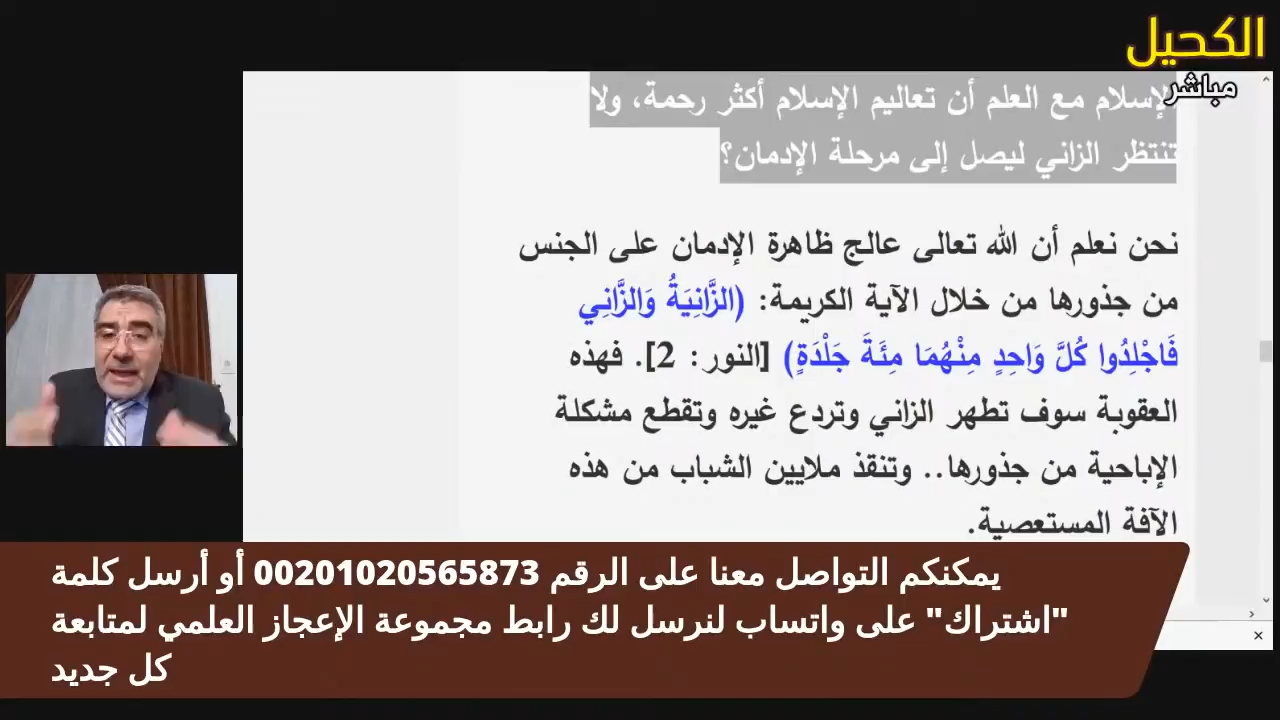 الكحيل
مباشر
الإسلام مع العلم أن تعاليم الإسلام أكثر رحمة، ولا
تنتظر الزاني ليصل إلى مرحلة الإدمان؟
نحن نعلم أن الله تعالى عالج ظاهرة الإدمان على الجنس
من جذورها من خلال الآية الكريمة: (الزَّانِيَةُ وَالزَّانِي
فَاجْلِدُوا كُلَّ وَاحِدٍ مِنْهُمَا مِئَةَ جَلْدَةٍ) [النور: 2]. فهذه
العقوبة سوف تطهر الزاني وتردع غيره وتقطع مشكلة
الإباحية من جذورها.. وتنقذ ملايين الشباب من هذه
الآفة المستعصية.
يمكنكم التواصل معنا على الرقم 00201020565873 أو أرسل كلمة
"اشتراك" على واتساب لنرسل لك رابط مجموعة الإعجاز العلمي لمتابعة
كل جديد